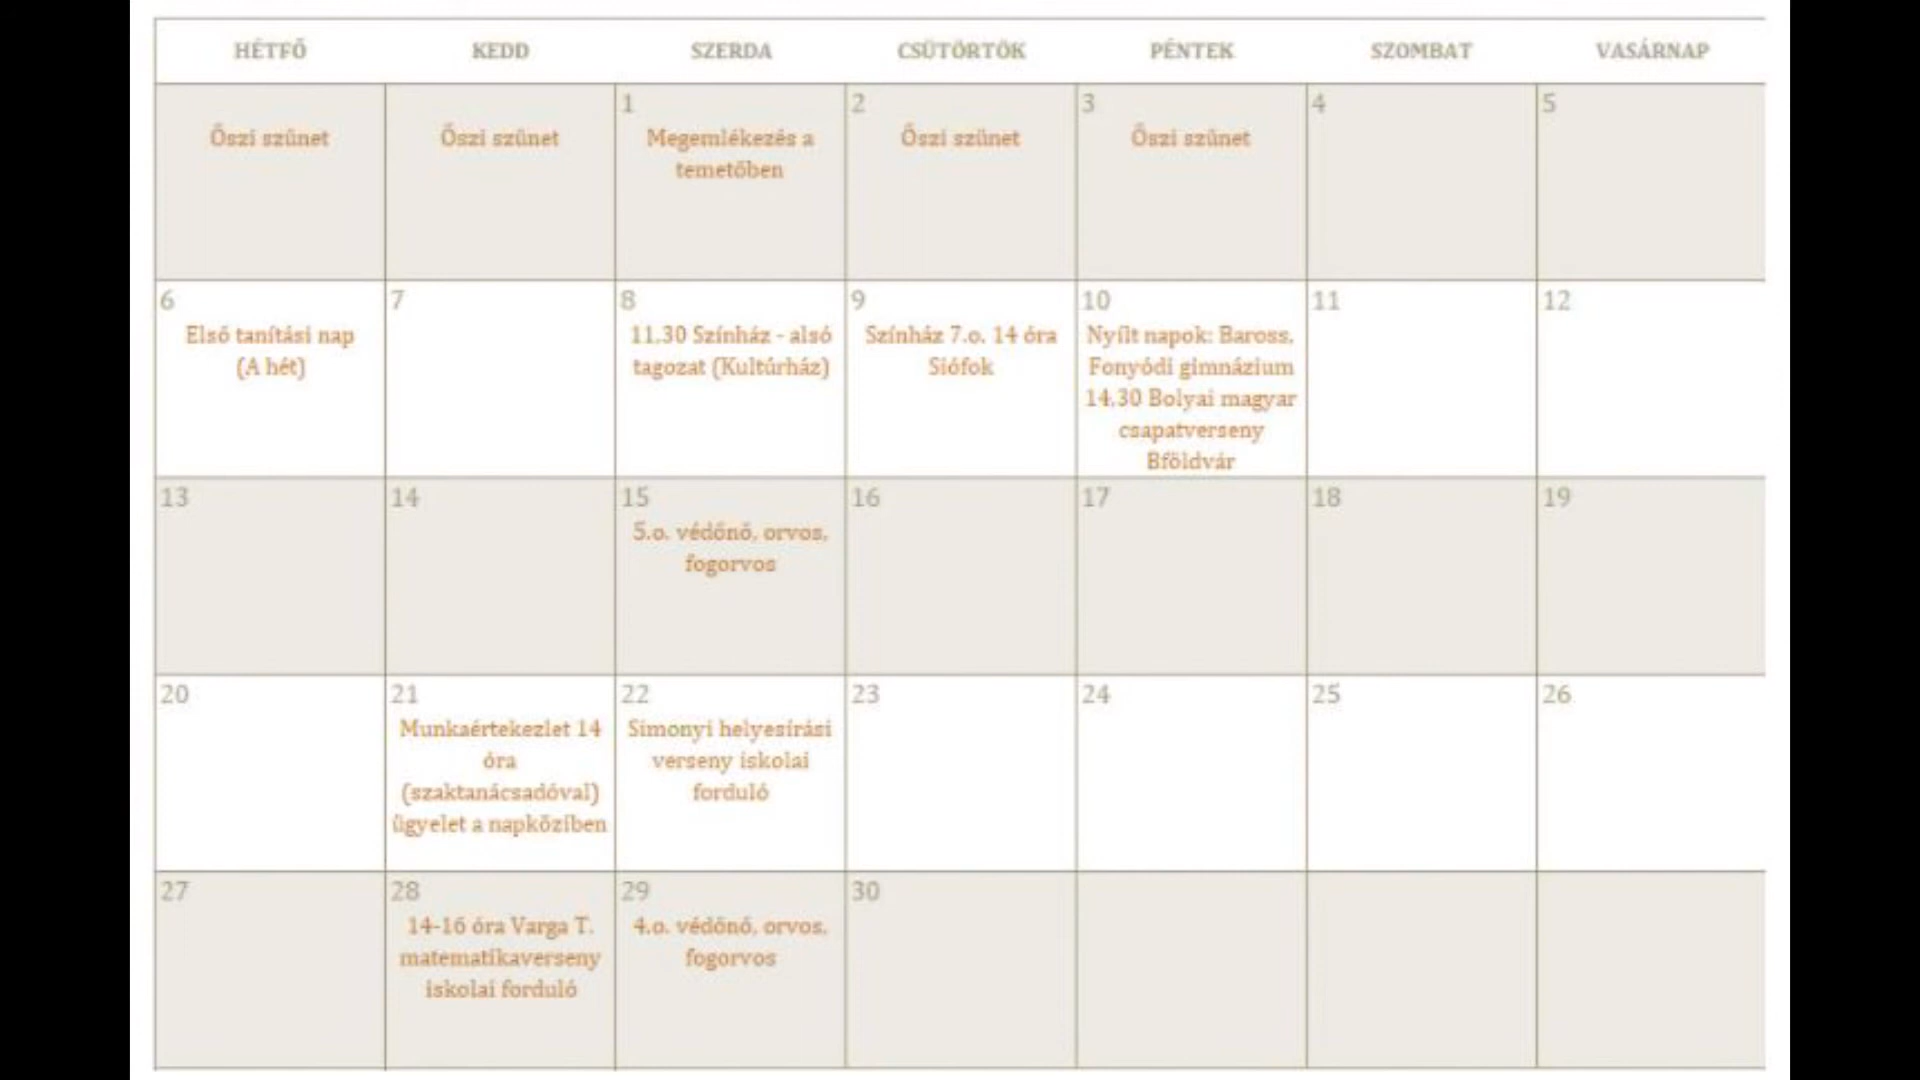 HÉTFŐ
KEDD
SZERDA
CSÜTÖRTÖK
PÉNTEK
SZOMBAT
VASÁRNAP
Őszi szünet
Őszi szünet
1
Megemlékezés a
temetőben
2
Őszi szünet
3
Őszi szünet
4
5
6
Első tanítási nap
(A hét)
7
8
11.30 Színház - alsó
tagozat (Kultúrház)
9
Színház 7.o. 14 óra
Siófok
10
Nyílt napok: Baross,
Fonyódi gimnázium
14.30 Bolyai magyar
csapatverseny
Bföldvár
11
12
13
14
15
5.o. védőnő, orvos,
fogorvos
16
17
18
19
20
21
Munkaértekezlet 14
óra
(szaktanácsadóval)
ügyelet a napköziben
22
Simonyi helyesírási
verseny iskolai
forduló
23
24
25
26
27
28
14-16 óra Varga T.
matematikaverseny
iskolai forduló
29
4.o. védőnő, orvos,
fogorvos
30